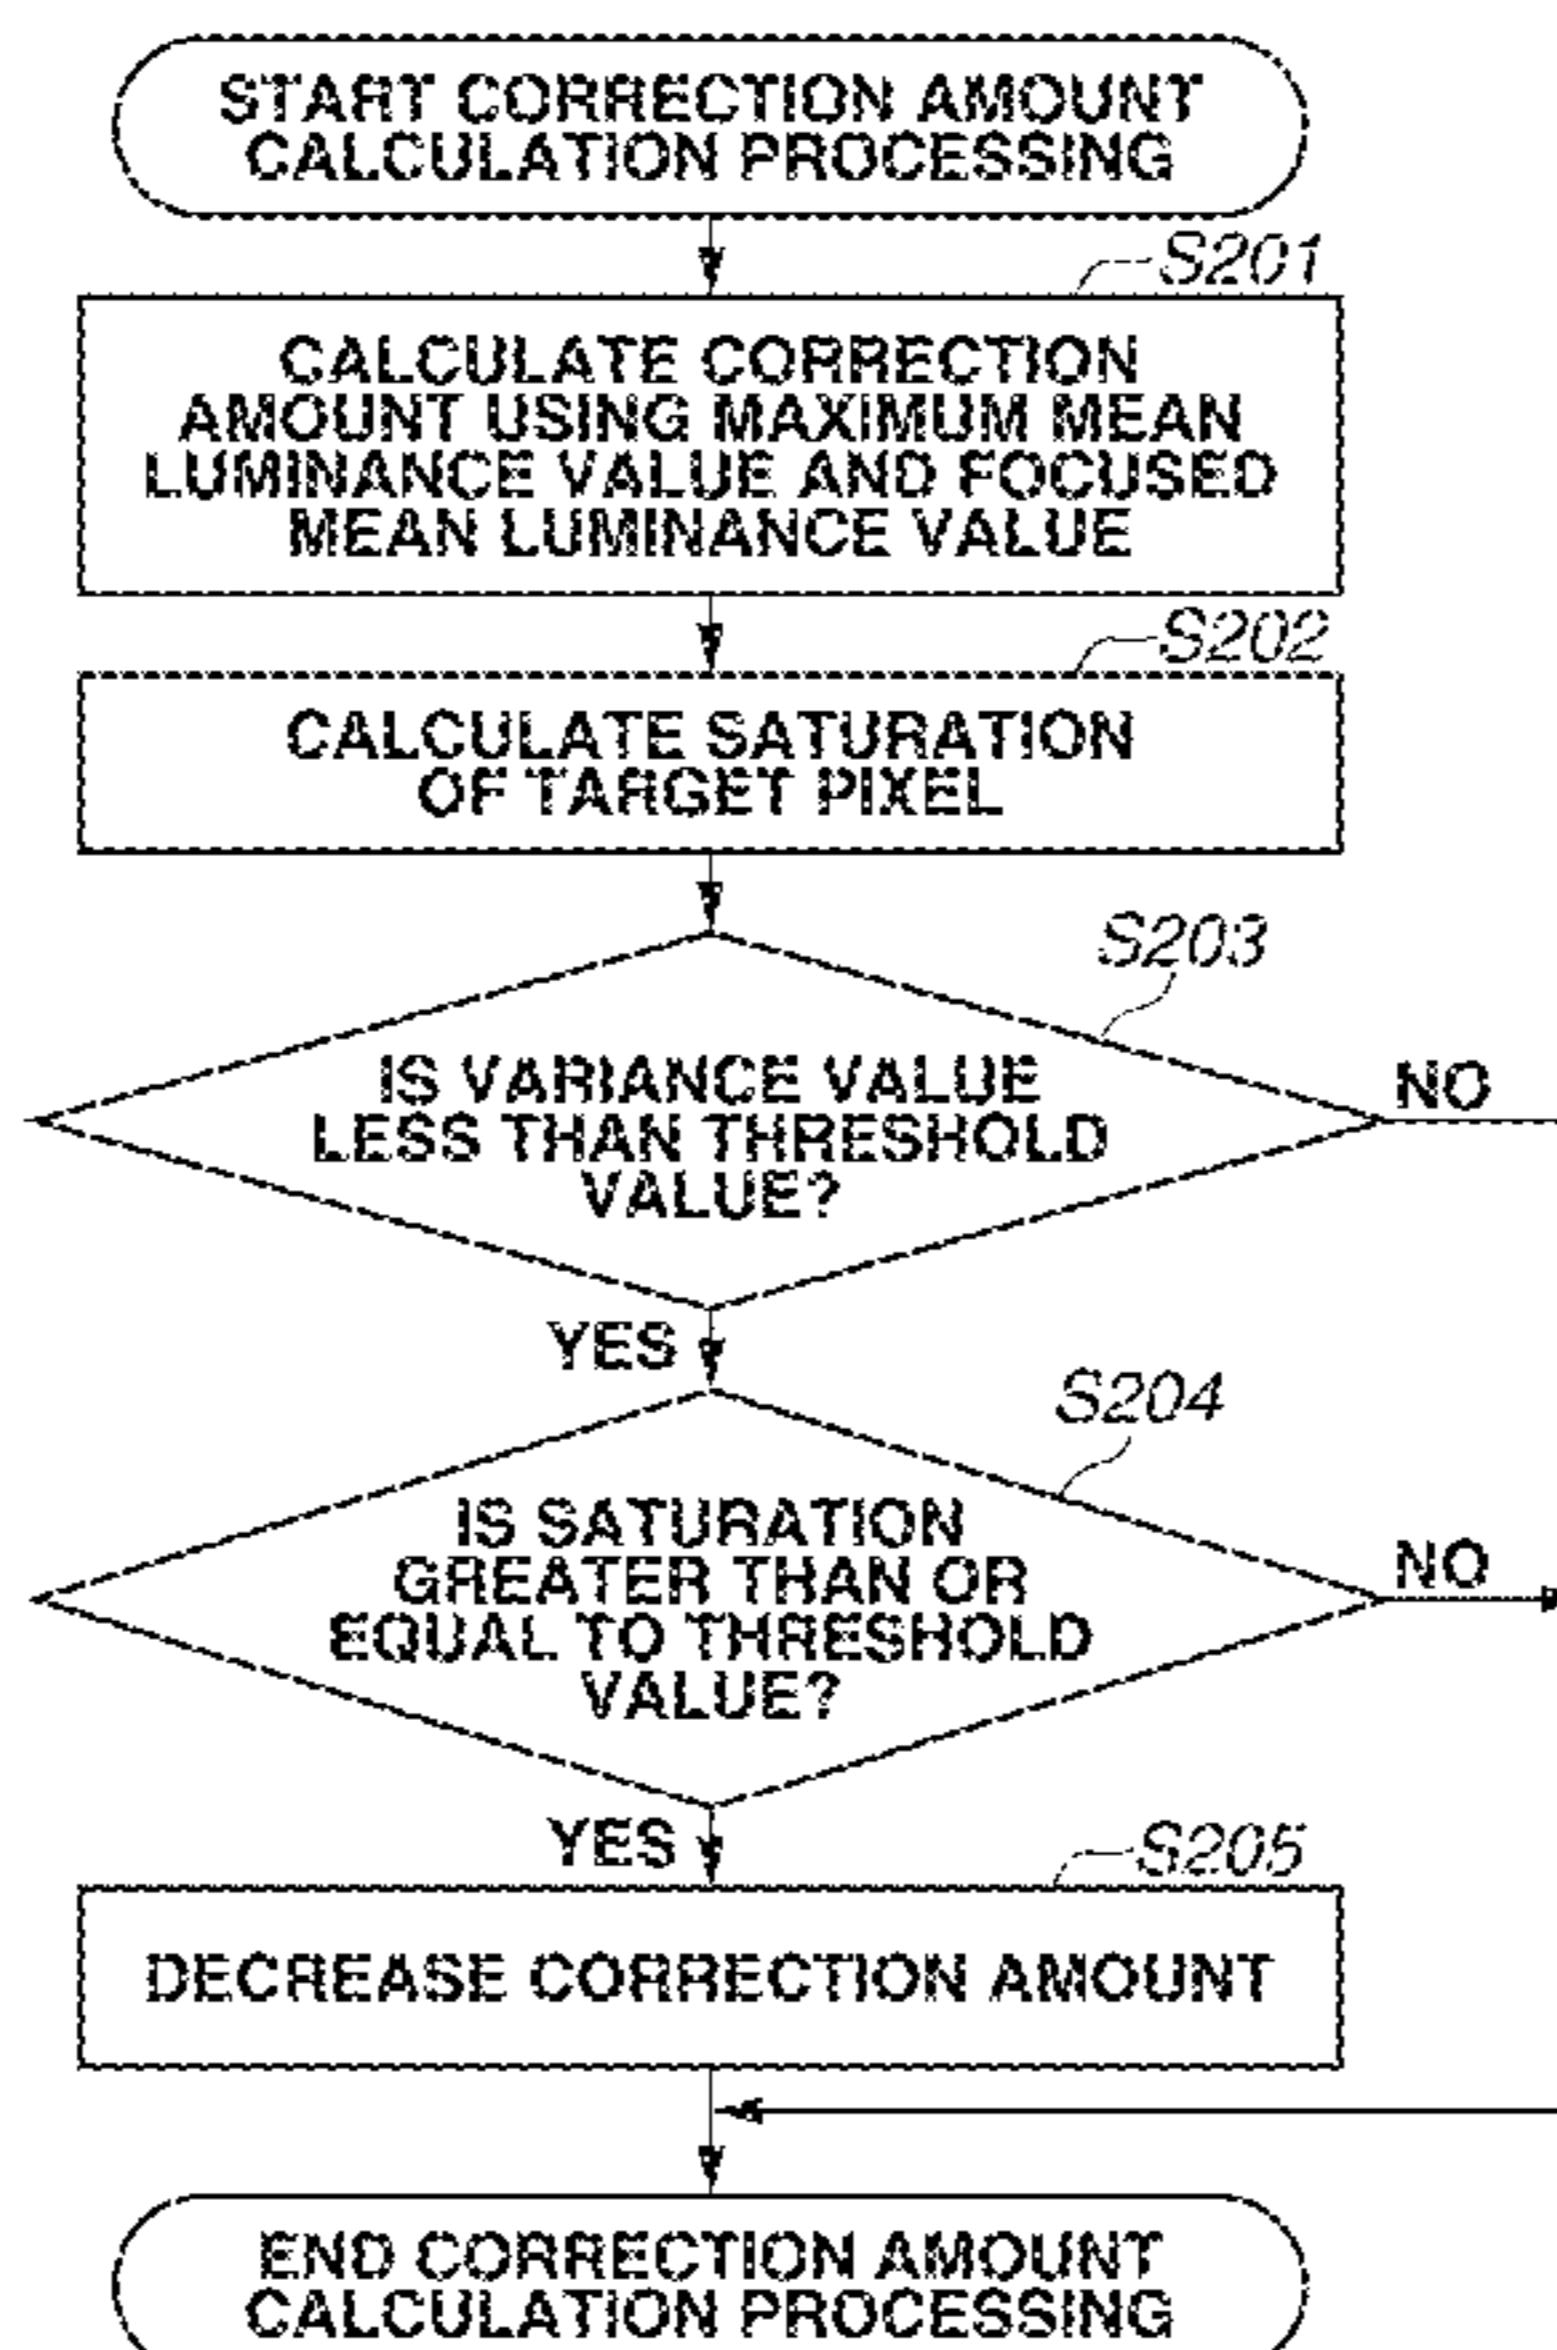 START CORRECTION AMOUNT
CALCULATION PROCESSING
S201
CALCULATE CORRECTION
AMOUNT USING MAXIMUM MEAN
LUMINANCE VALUE AND FOCUSED
MEAN LUMINANCE VALUE
S202
CALCULATE SATURATION
OF TARGET PIXEL
S203
IS VARIANCE VALUE
LESS THAN THRESHOLD
VALUE?
NO
YES
S204
IS SATURATION
GREATER THAN OR
EQUAL TO THRESHOLD
VALUE?
NO
YES
S205
DECREASE CORRECTION AMOUNT
END CORRECTION AMOUNT
CALCULATION PROCESSING